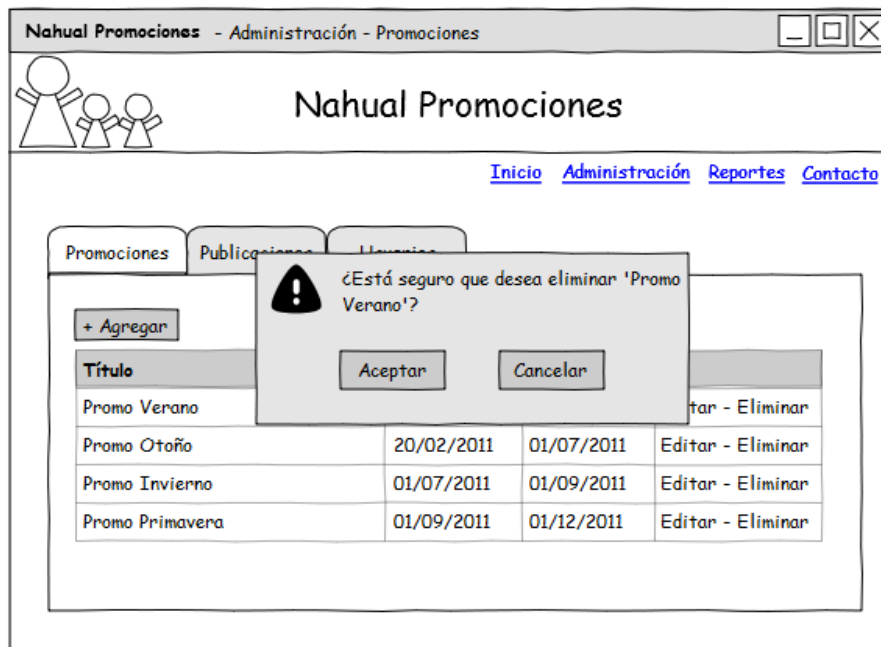 Nahual Promociones - Administración - Promociones
Nahual Promociones
Inicio Administración Reportes Contacto
Promociones
¿Está seguro que desea eliminar 'Promo
Verano'?
+ Agregar
Aceptar Cancelar
Título
Promo Verano - Eliminar
Promo Otoño 20/02/2011 01/07/2011 Editar - Eliminar
Promo Invierno 01/07/2011 01/09/2011 Editar - Eliminar
Promo Primavera 01/09/2011 01/12/2011 Editar - Eliminar